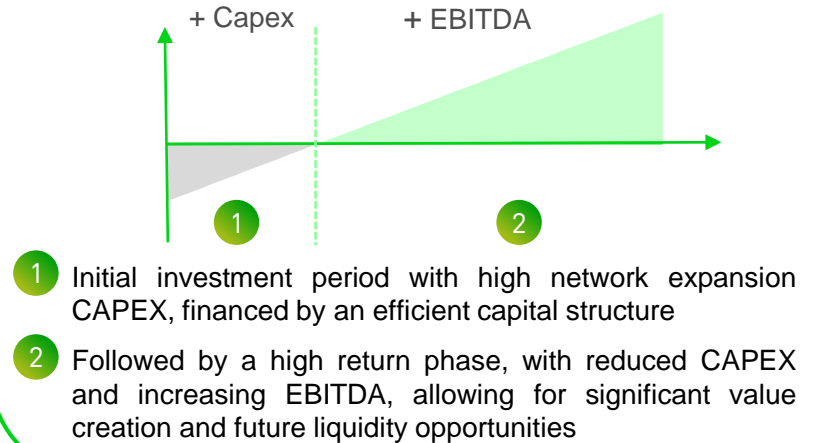 + Capex
+ EBITDA
1
2
1 Initial investment period with high network expansion
CAPEX, financed by an efficient capital structure
2 Followed by a high return phase, with reduced CAPEX
and increasing EBITDA, allowing for significant value
creation and future liquidity opportunities